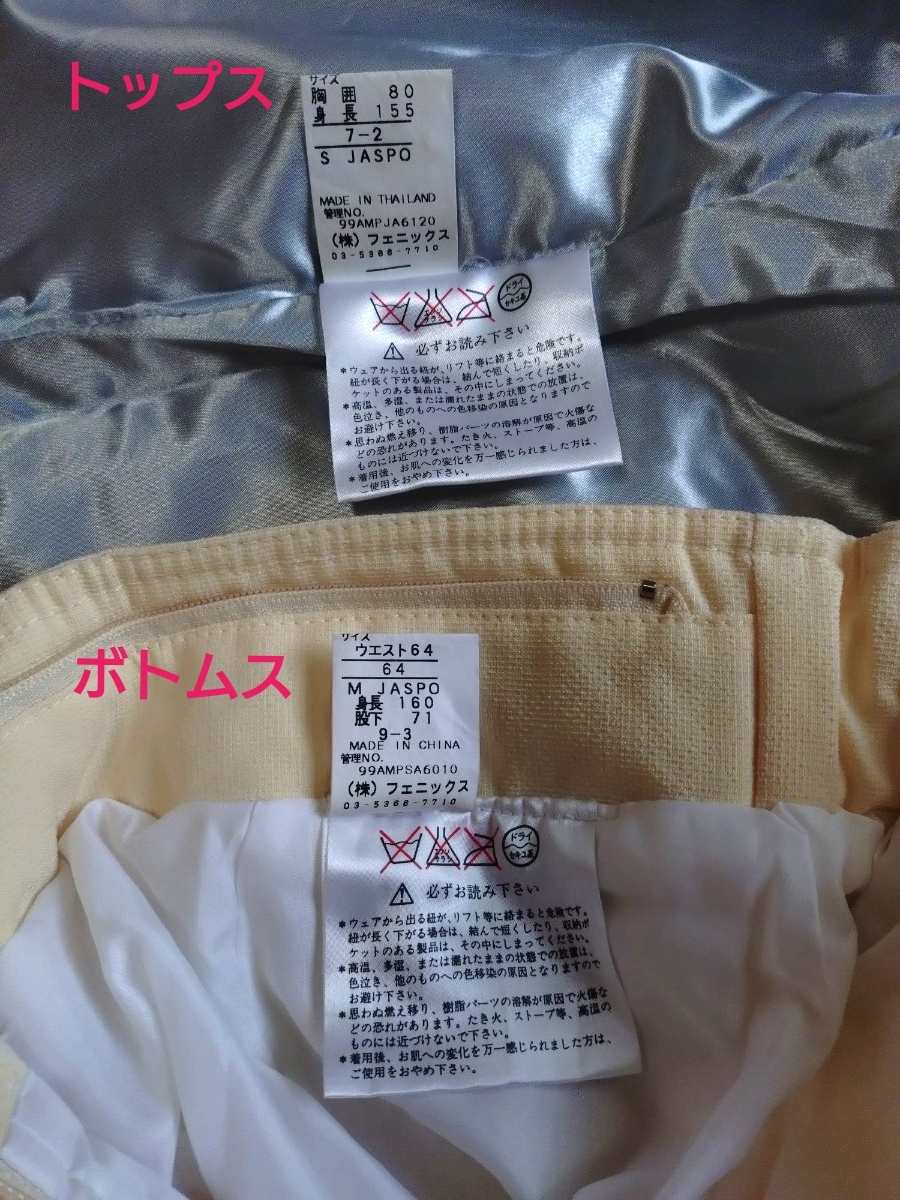 トップス
サイズ
胸囲 80
身長 155
7-2
S JASPO
MADE IN THAILAND
管理NO.
99AMPJA6120
(株)フェニックス
03-5366-7710
エンソ
サラシ
ドライ
セキユ系
必ずお読み下さい
*ウェアから出る紐が、リフト等に絡まると危険です。
紐が長く下がる場合は、結んで短くしたり、収納ポ
ケットのある製品は、その中にしまってください。
*高温、多湿、または濡れたままの状態での放置は、
色泣き、他のものへの色移染の原因となりますので
お避け下さい。
*思わぬ燃え移り、樹脂パーツの溶解が原因で火傷な
どの恐れがあります。たき火、ストーブ等、高温の
ものには近づけないで下さい。
*着用後、お肌への変化を万一感じられました方は、
ご使用をおやめ下さい。
ボトムス
サイズ
ウエスト64
64
M JASPO
身長 160
股下 71
9-3
MADE IN CHINA
管理NO.
99AMPSA6010
(株)フェニックス
03-5366-7710
エンソ
サラシ
ドライ
セキユ系
必ずお読み下さい
*ウェアから出る紐が、リフト等に絡まると危険です。
紐が長く下がる場合は、結んで短くしたり、収納ポ
ケットのある製品は、その中にしまってください。
*高温、多湿、または濡れたままの状態での放置は、
色泣き、他のものへの色移染の原因となりますので
お避け下さい。
*思わぬ燃え移り、樹脂パーツの溶解が原因で火傷な
どの恐れがあります。たき火、ストーブ等、高温の
ものには近づけないで下さい。
*着用後、お肌への変化を万一感じられました方は、
ご使用をおやめ下さい。